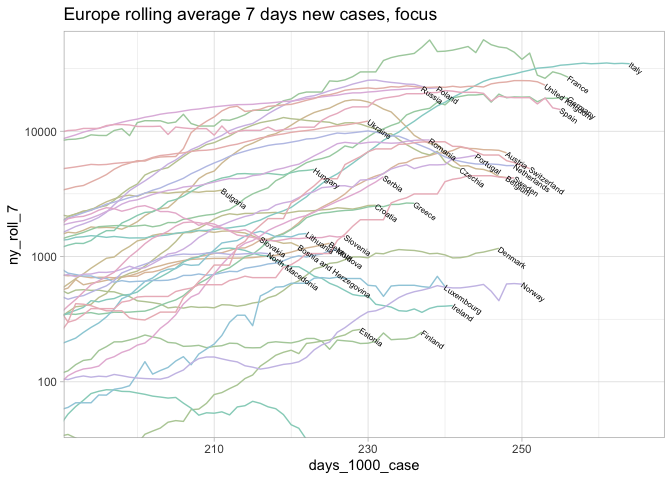 Europe rolling average 7 days new cases, focus
ny_roll_7
10000
1000
100
Italy
France
United Kingdom
Germany
Spain
Russia
Poland
Ukraine
Romania
Austria
Switzerland
Portugal
Netherlands
Czechia
Sweden
Belgium
Hungary
Serbia
Bulgaria
Croatia
Greece
Slovenia
Lithuania
Slovakia
Moldova
Bosnia and Herzegovina
North Macedonia
Denmark
Norway
Luxembourg
Ireland
Estonia
Finland
210
230
250
days_1000_case